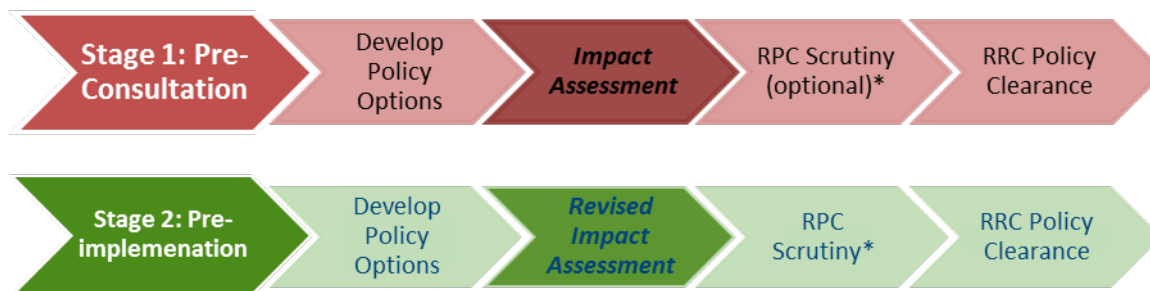 Stage 1: Pre-
Consultation
Develop
Policy
Options
Impact
Assessment
RPC Scrutiny
(optional)*
RRC Policy
Clearance
Stage 2: Pre-
implemenation
Develop
Policy
Options
Revised
Impact
Assessment
RPC
Scrutiny*
RRC Policy
Clearance